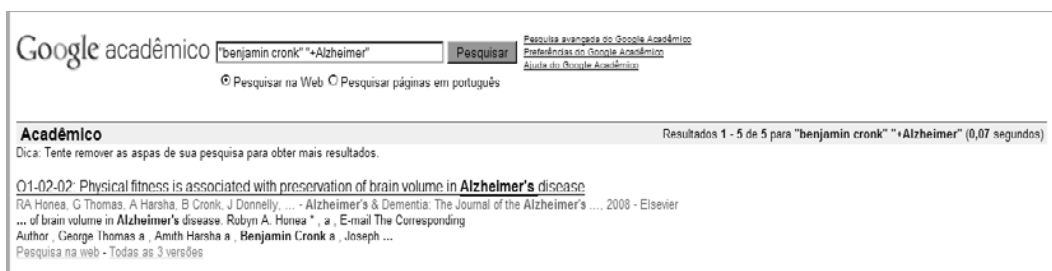 Google acadêmico "benjamin cronk" "+Alzheimer" Pesquisar
Pesquisa avançada do Google Acadêmico
Preferências do Google Acadêmico
Ajuda do Google Acadêmico
Pesquisar na Web Pesquisar páginas em português
Acadêmico Resultados 1 - 5 de 5 para "benjamin cronk" "+Alzheimer" (0,07 segundos)
Dica: Tente remover as aspas de sua pesquisa para obter mais resultados.
O1-02-02: Physical fitness is associated with preservation of brain volume in Alzheimer's disease
RA Honea, G Thomas, A Harsha, B Cronk, J Donnelly, ... - Alzheimer's & Dementia: The Journal of the Alzheimer's ..., 2008 - Elsevier
... of brain volume in Alzheimer's disease. Robyn A. Honea * , a , E-mail The Corresponding
Author , George Thomas a , Amith Harsha a , Benjamin Cronk a , Joseph ...
Pesquisa na web - Todas as 3 versões